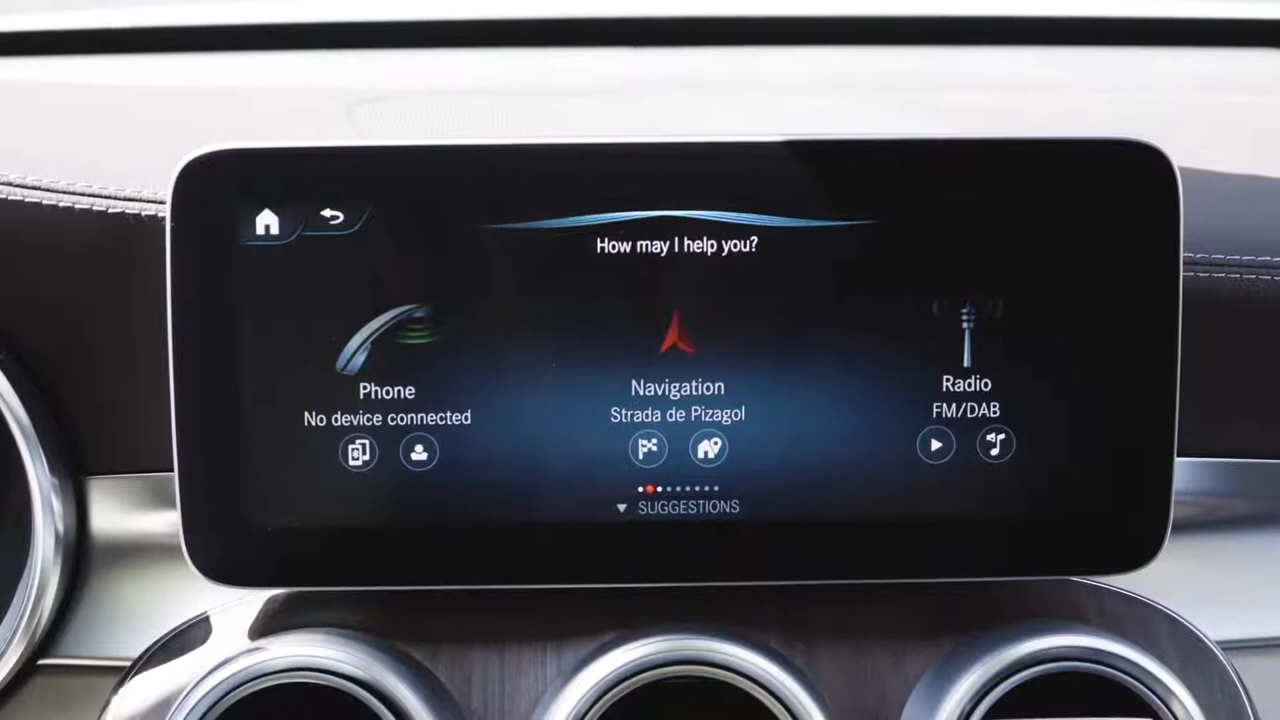 How may I help you?
Phone
No device connected
Navigation
Strada de Pizagol
Radio
FM/DAB
SUGGESTIONS